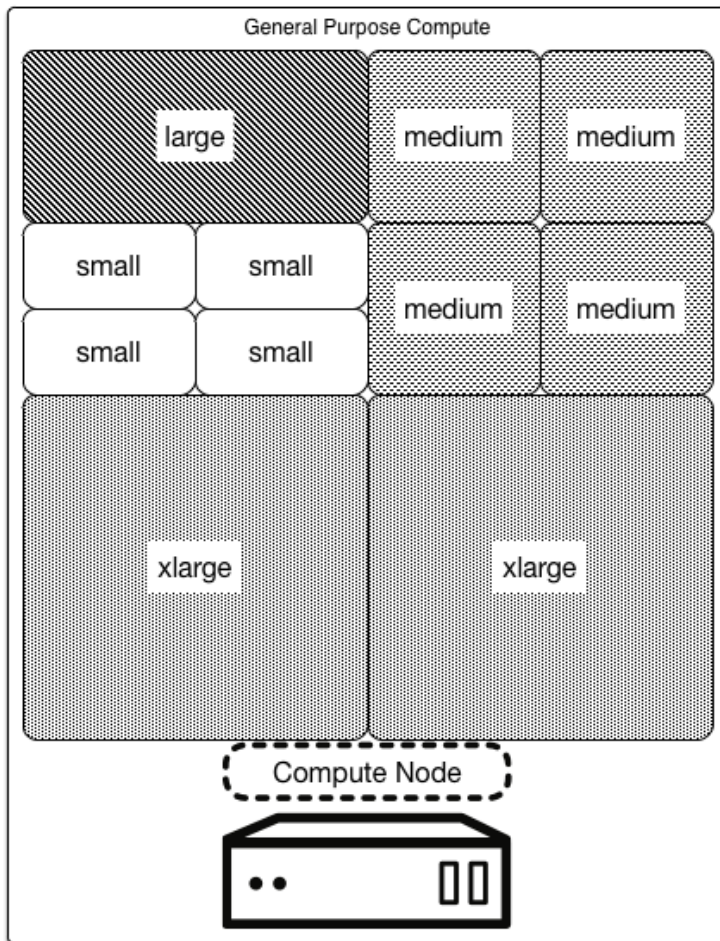 General Purpose Compute
large
medium
medium
small
small
medium
medium
small
small
xlarge
xlarge
Compute Node